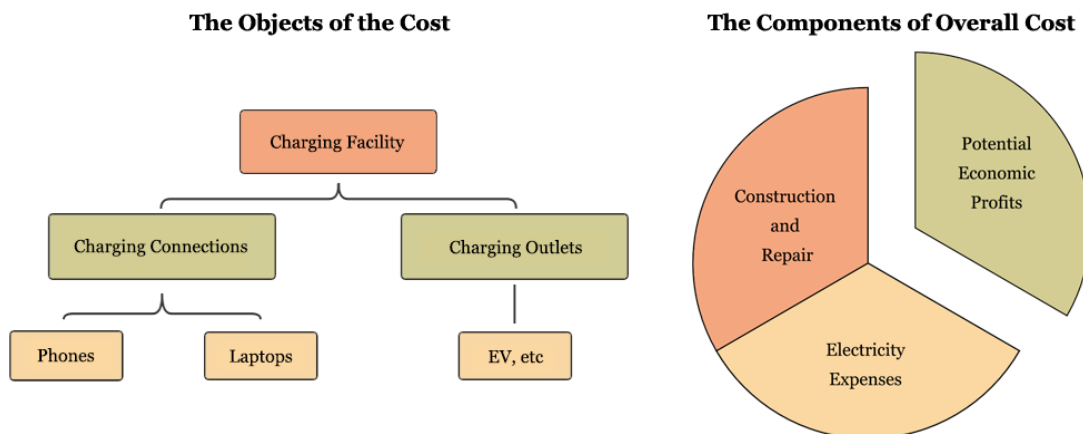 The Objects of the Cost
Charging Facility
Charging Connections
Charging Outlets
Phones
Laptops
EV, etc
The Components of Overall Cost
Potential
Economic
Profits
Construction
and
Repair
Electricity
Expenses